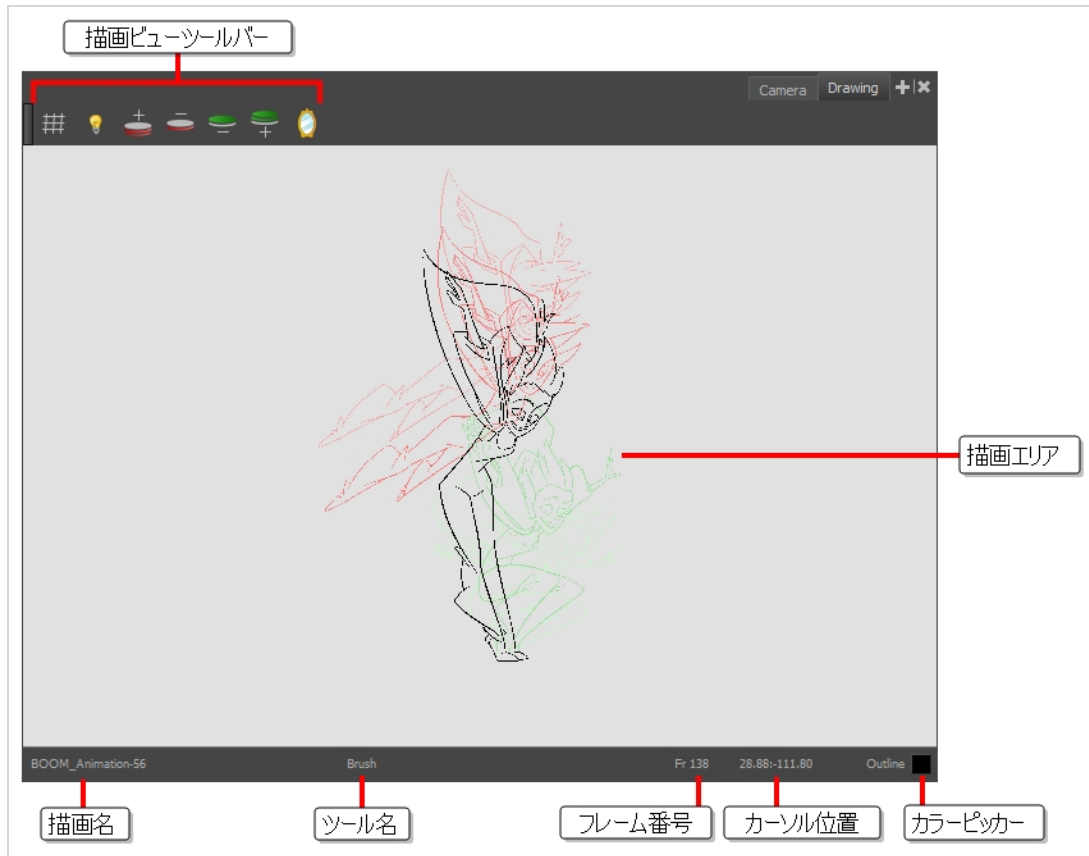 描画ビューツールバー
Camera
Drawing
描画エリア
BOOM_Animation-56
Brush
Fr 138
28.88:-111.80
Outline
描画名
ツール名
フレーム番号
カーソル位置
カラーピッカー